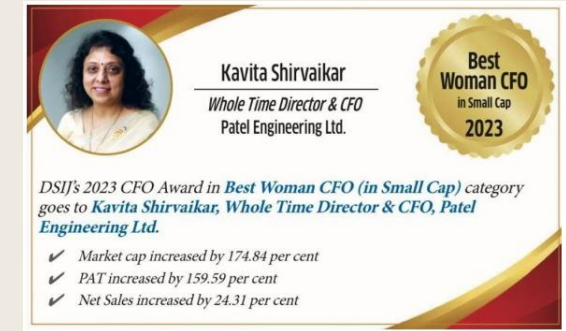 Kavita Shirvaikar
Whole Time Director & CFO
Patel Engineering Ltd.
Best
Woman CFO
in Small Cap
2023
DSIJ's 2023 CFO Award in Best Woman CFO (in Small Cap) category
goes to Kavita Shirvaikar, Whole Time Director & CFO, Patel
Engineering Ltd.
✔ Market cap increased by 174.84 per cent
✔ PAT increased by 159.59 per cent
✔ Net Sales increased by 24.31 per cent